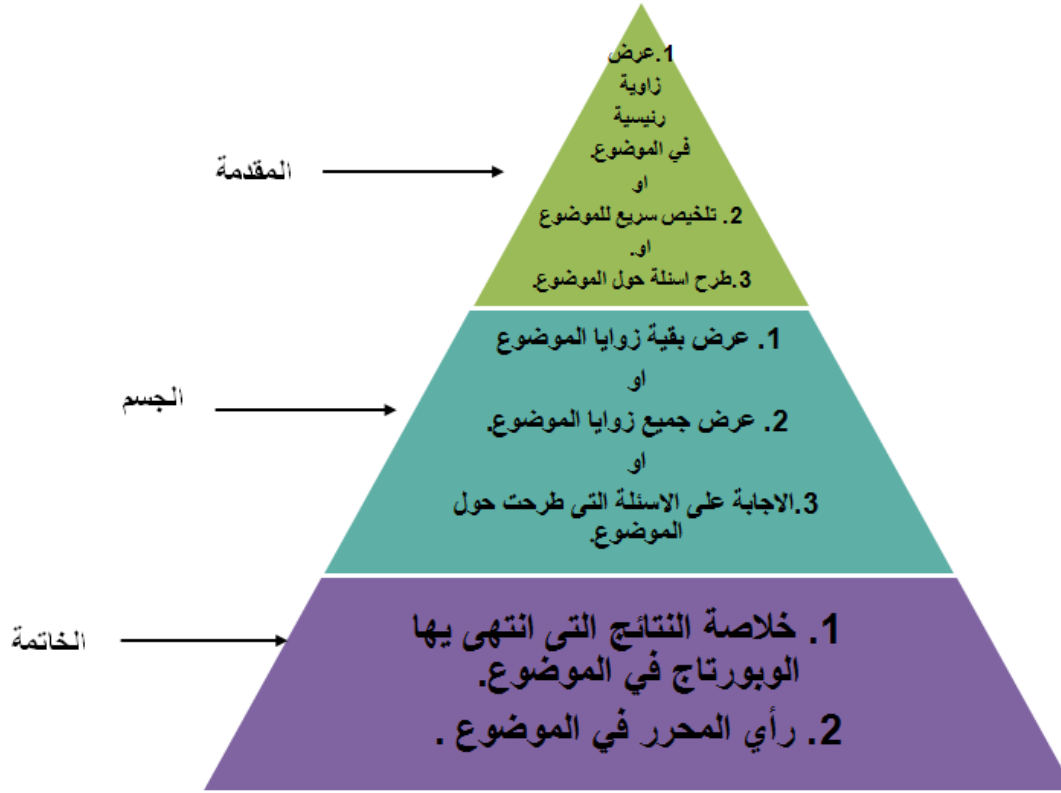 1.عرض
زاوية
رئيسية
في الموضوع.
او
2. تلخيص سريع للموضوع
او.
3.طرح اسئلة حول الموضوع.
المقدمة
1. عرض بقية زوايا الموضوع
او
2. عرض جميع زوايا الموضوع.
او
3.الاجابة على الاسئلة التى طرحت حول
الموضوع.
الجسم
1. خلاصة النتائج التى انتهى يها
الوبورتاج في الموضوع.
2. رأي المحرر في الموضوع .
الخاتمة